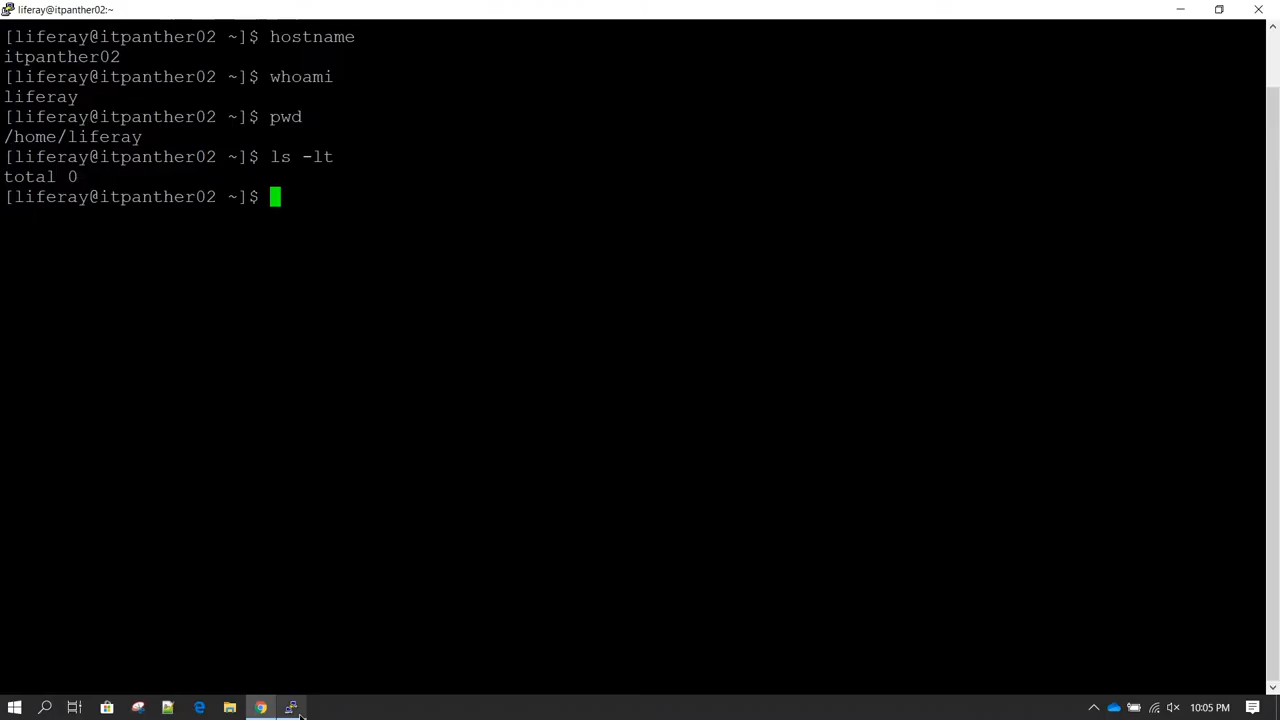 liferay@itpanther02:~
[liferay@itpanther02 ~]$ hostname
itpanther02
[liferay@itpanther02 ~]$ whoami
liferay
[liferay@itpanther02 ~]$ pwd
/home/liferay
[liferay@itpanther02 ~]$ ls -lt
total 0
[liferay@itpanther02 ~]$
10:05 PM